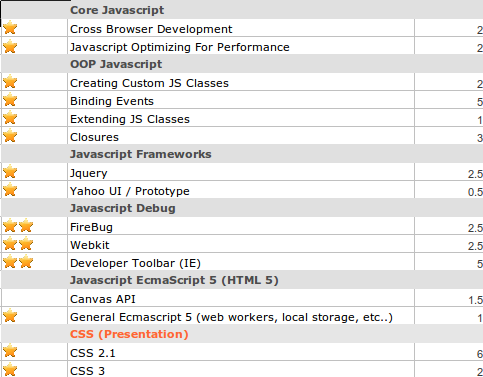 Core Javascript
Cross Browser Development 2
Javascript Optimizing For Performance 2
OOP Javascript
Creating Custom JS Classes 2
Binding Events 5
Extending JS Classes 1
Closures 3
Javascript Frameworks
Jquery 2.5
Yahoo UI / Prototype 0.5
Javascript Debug
FireBug 2.5
Webkit 2.5
Developer Toolbar (IE) 5
Javascript EcmaScript 5 (HTML 5)
Canvas API 1.5
General Ecmascript 5 (web workers, local storage, etc..) 1
CSS (Presentation)
CSS 2.1 6
CSS 3 2